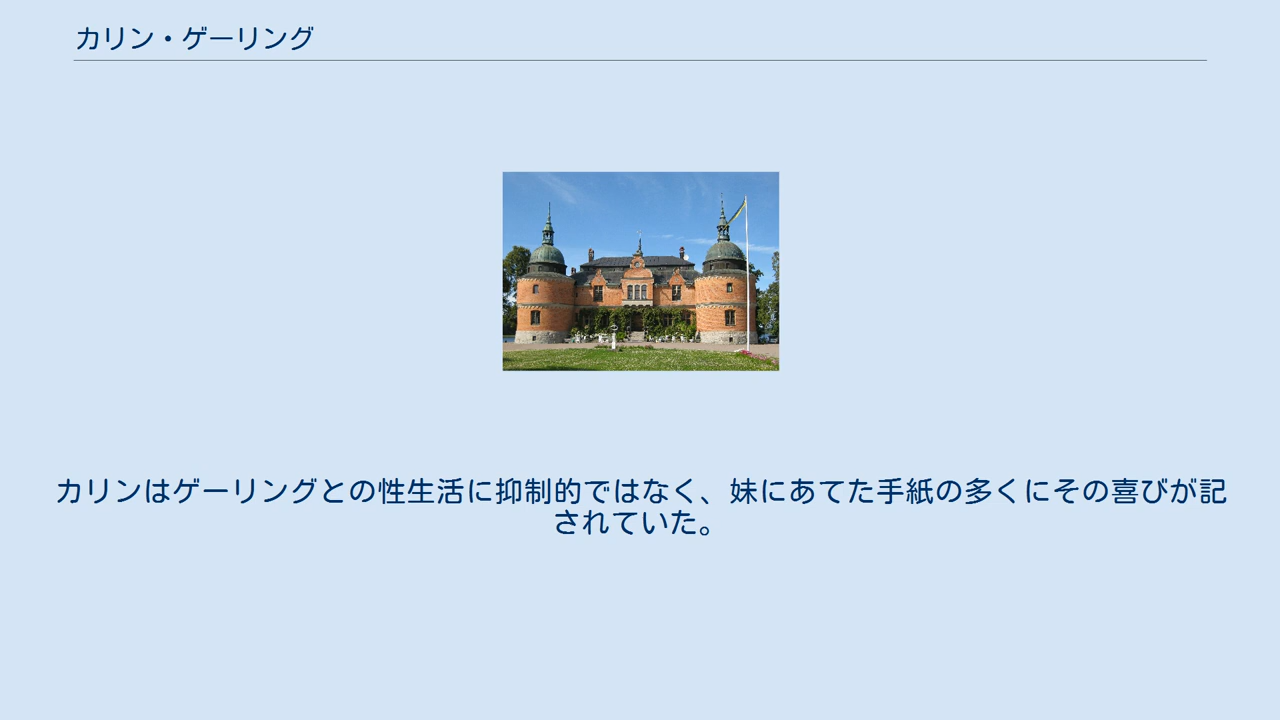 カリン・ゲーリング
カリンはゲーリングとの性生活に抑制的ではなく、妹にあてた手紙の多くにその喜びが記
されていた。